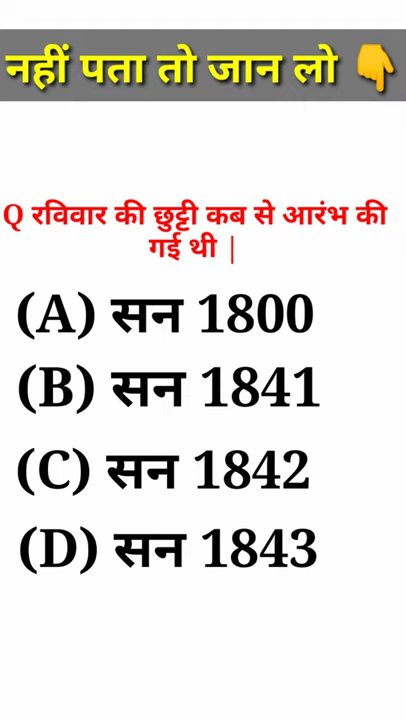 नहीं पता तो जान लो 👇
Q रविवार की छुट्टी कब से आरंभ की
गई थी |
(A) सन 1800
(B) सन 1841
(C) सन 1842
(D) सन 1843